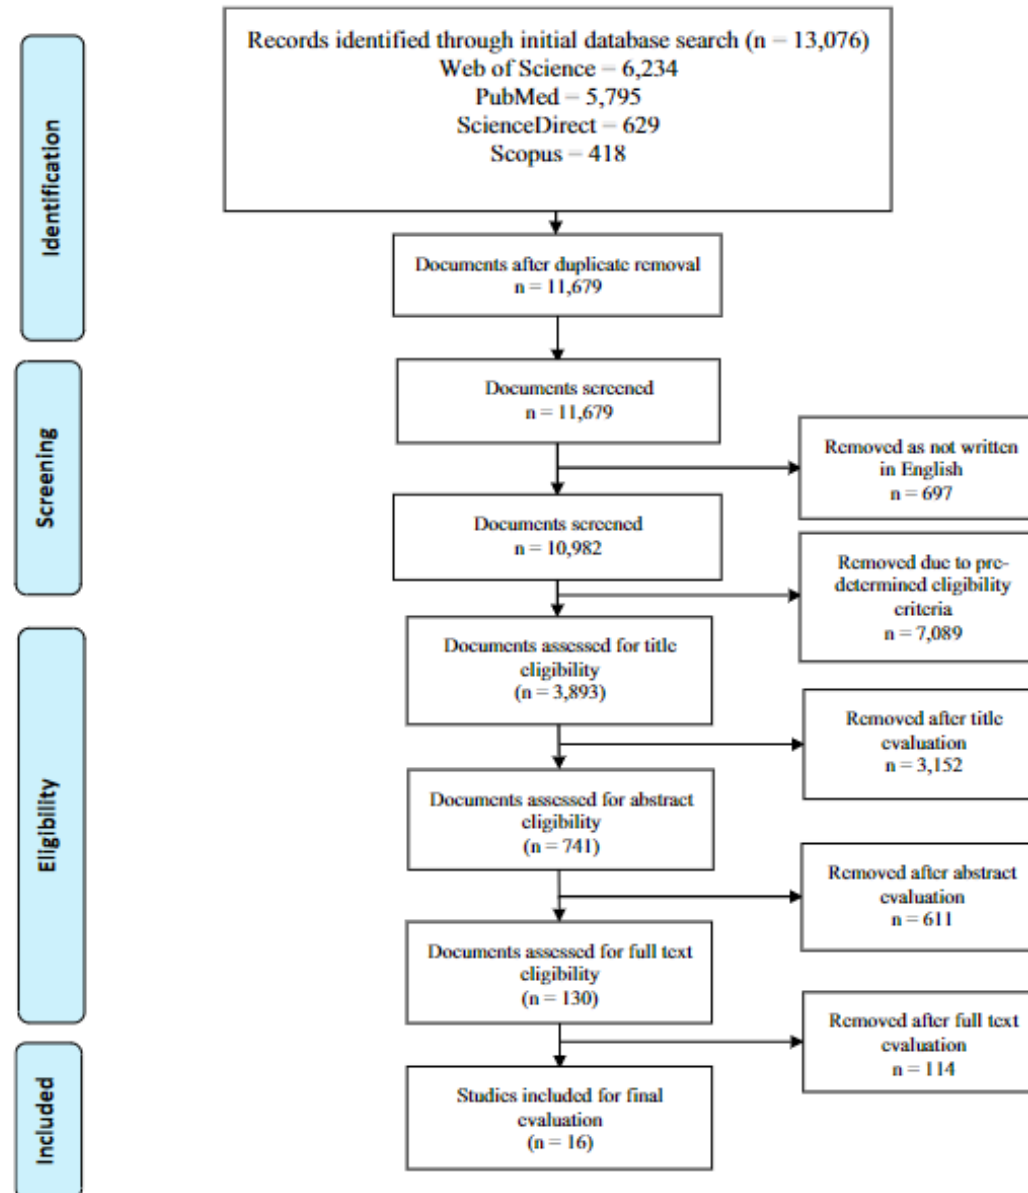 Identification
Records identified through initial database search (n = 13,076)
Web of Science = 6,234
PubMed = 5,795
ScienceDirect = 629
Scopus = 418
Documents after duplicate removal
n = 11,679
Screening
Documents screened
n = 11,679
Removed as not written
in English
n = 697
Documents screened
n = 10,982
Removed due to pre-
determined eligibility
criteria
n = 7,089
Eligibility
Documents assessed for title
eligibility
(n = 3,893)
Removed after title
evaluation
n = 3,152
Documents assessed for abstract
eligibility
(n = 741)
Removed after abstract
evaluation
n = 611
Documents assessed for full text
eligibility
(n = 130)
Removed after full text
evaluation
n = 114
Included
Studies included for final
evaluation
(n = 16)